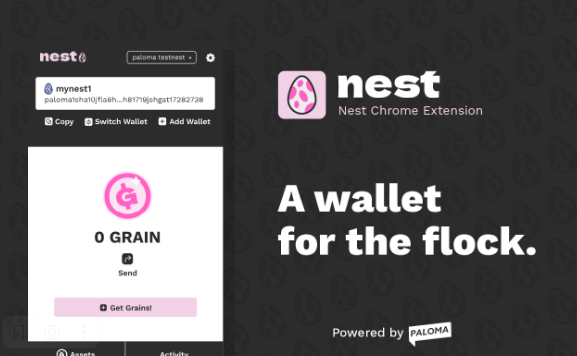 nest
paloma testnest
mynest1
paloma1sha10jfla8h...h81719jshgst17282738
Copy
Switch Wallet
Add Wallet
0 GRAIN
Send
Get Grains!
Assets
Activity
nest
Nest Chrome Extension
A wallet
for the flock.
Powered by PALOMA